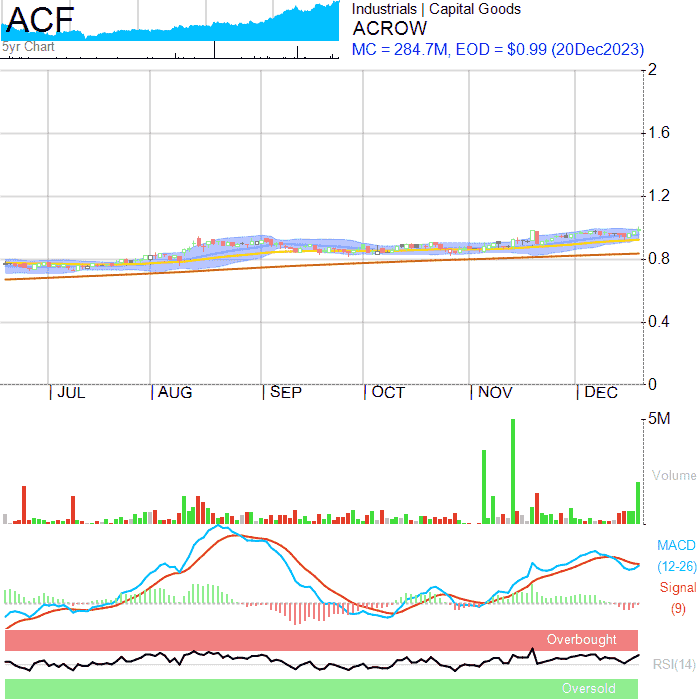 ACF
5yr Chart
Industrials | Capital Goods
ACROW
MC = 284.7M, EOD = $0.99 (20Dec2023)
2
1.6
1.2
0.8
0.4
0
JUL AUG SEP OCT NOV DEC
5M
Volume
MACD
(12-26)
Signal
(9)
Overbought
RSI(14)
Oversold